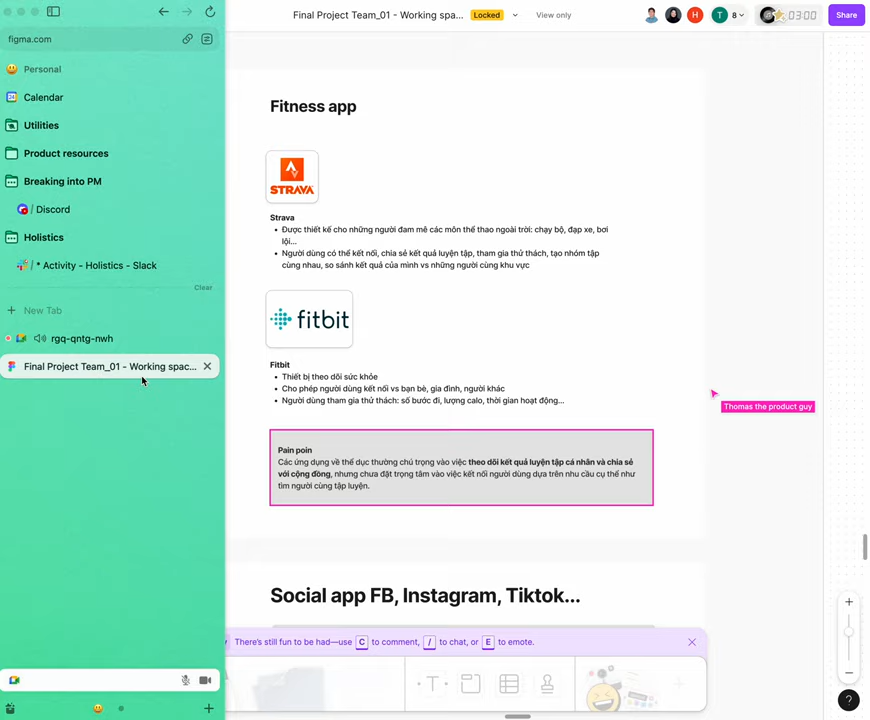 Final Project Team_01 - Working spa...
Locked
View only
H
T
8
03:00
Share
figma.com
Personal
Calendar
Utilities
Product resources
Breaking into PM
/ Discord
Holistics
/ * Activity - Holistics - Slack
Clear
+ New Tab
rgq-qntg-nwh
Final Project Team_01 - Working spac...
Fitness app
STRAVA
Strava
Được thiết kế cho những người đam mê các môn thể thao ngoài trời: chạy bộ, đạp xe, bơi
lội...
Người dùng có thể kết nối, chia sẻ kết quả luyện tập, tham gia thử thách, tạo nhóm tập
cùng nhau, so sánh kết quả của mình vs những người cùng khu vực
fitbit
Fitbit
Thiết bị theo dõi sức khỏe
Cho phép người dùng kết nối vs bạn bè, gia đình, người khác
Người dùng tham gia thử thách: số bước đi, lượng calo, thời gian hoạt động...
Thomas the product guy
Pain poin
Các ứng dụng về thể dục thường chú trọng vào việc theo dõi kết quả luyện tập cá nhân và chia sẻ
với cộng đồng, nhưng chưa đặt trọng tâm vào việc kết nối người dùng dựa trên nhu cầu cụ thể như
tìm người cùng tập luyện.
Social app FB, Instagram, Tiktok...
There's still fun to be had—use C to comment, / to chat, or E to emote.
T
?